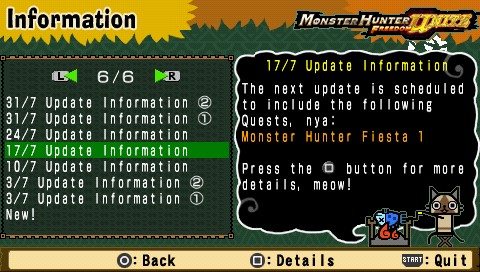 Information
MONSTER HUNTER
FREEDOM UNITE
L 6/6 R
31/7 Update Information ②
31/7 Update Information ①
24/7 Update Information
17/7 Update Information
10/7 Update Information
3/7 Update Information ②
3/7 Update Information ①
New!
17/7 Update Information
The next update is scheduled
to include the following
Quests, nya:
Monster Hunter Fiesta 1
Press the □ button for more
details, meow!
○: Back
□: Details
START: Quit